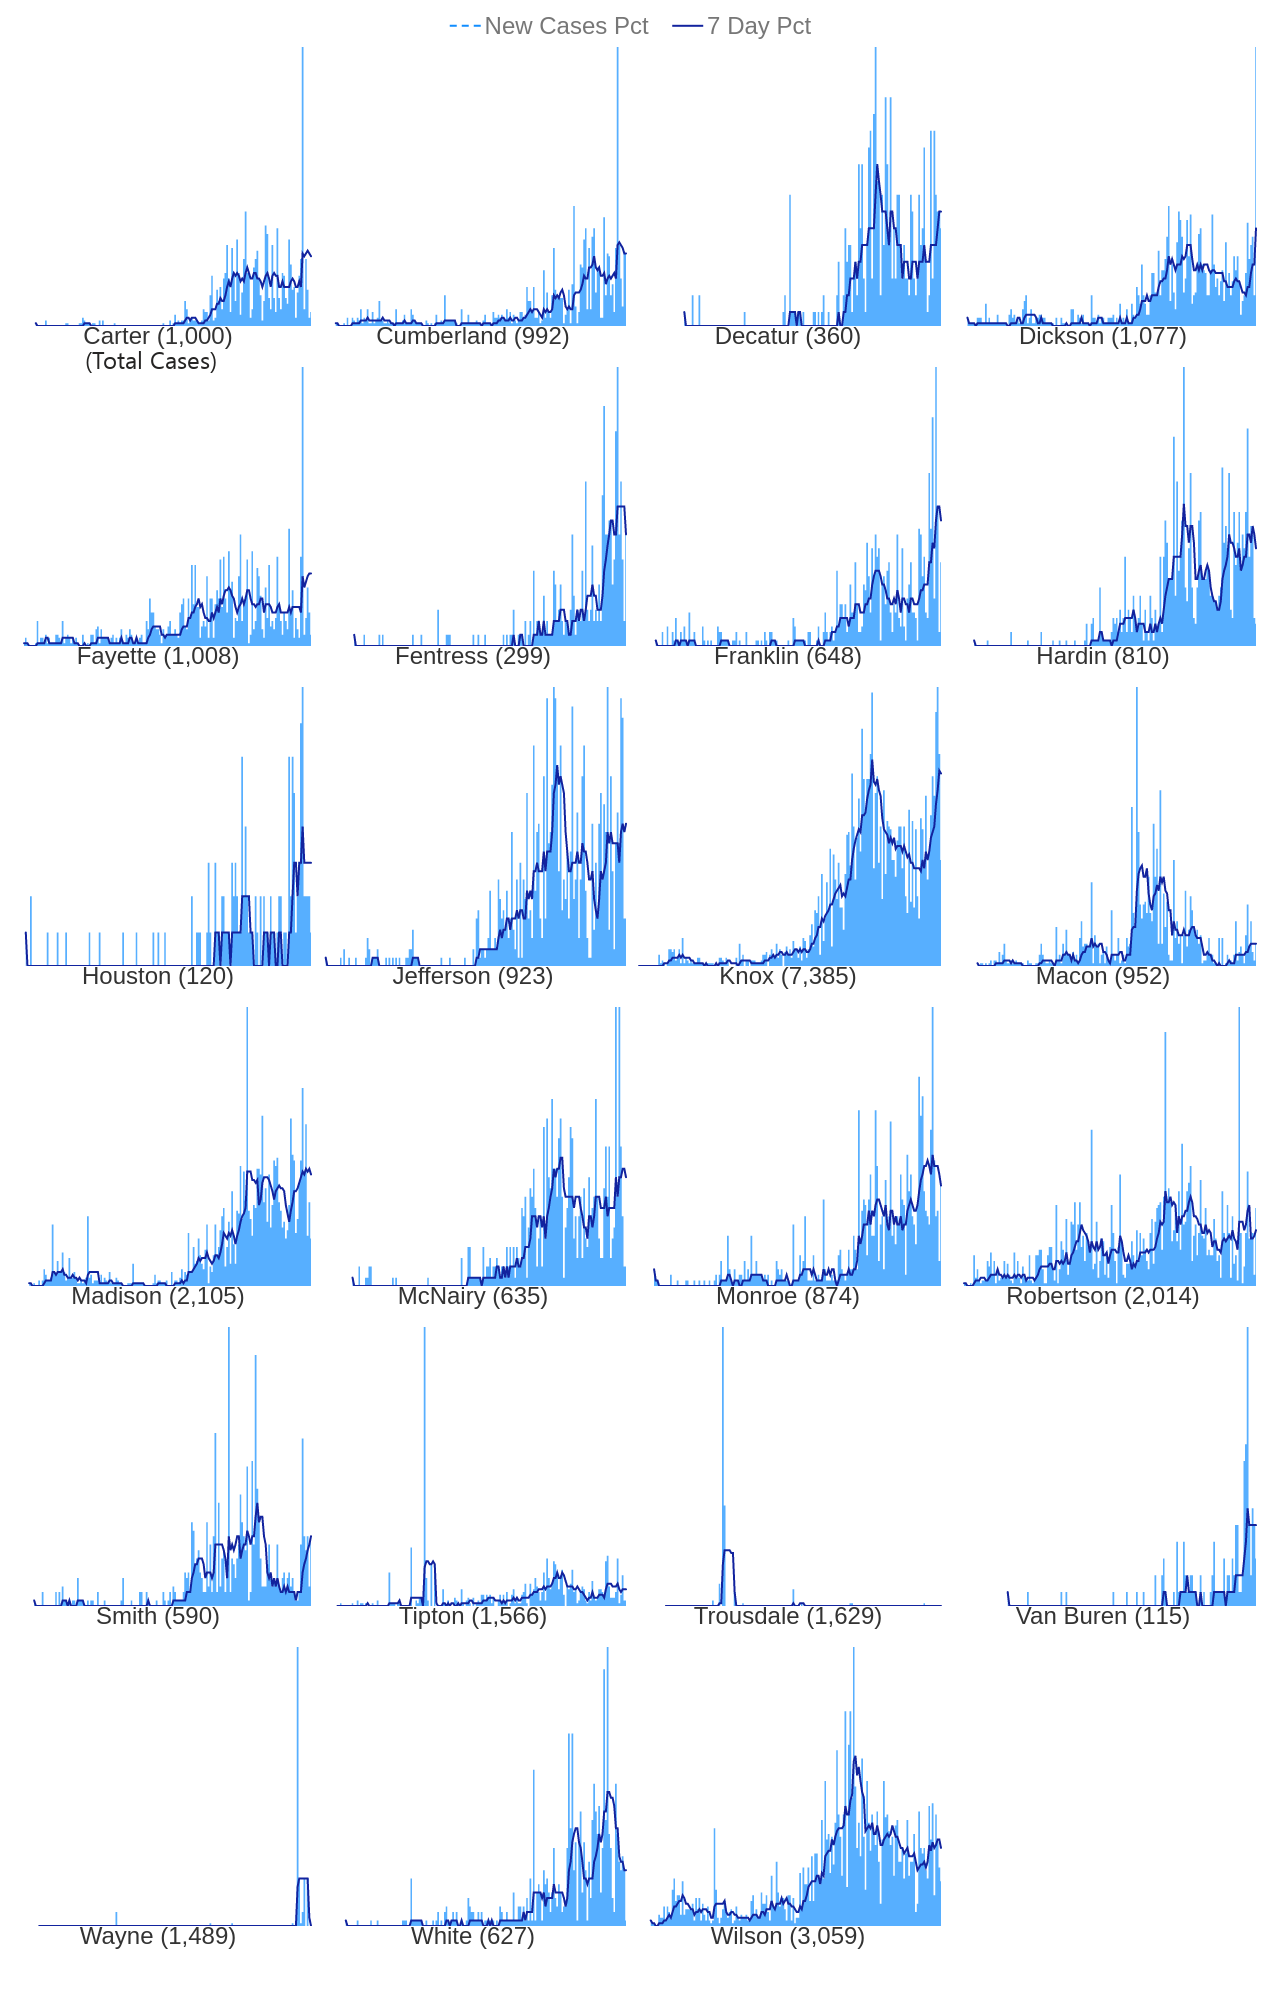 New Cases Pct 7 Day Pct
Carter (1,000) Cumberland (992) Decatur (360) Dickson (1,077)
(Total Cases)
Fayette (1,008) Fentress (299) Franklin (648) Hardin (810)
Houston (120) Jefferson (923) Knox (7,385) Macon (952)
Madison (2,105) McNairy (635) Monroe (874) Robertson (2,014)
Smith (590) Tipton (1,566) Trousdale (1,629) Van Buren (115)
Wayne (1,489) White (627) Wilson (3,059)